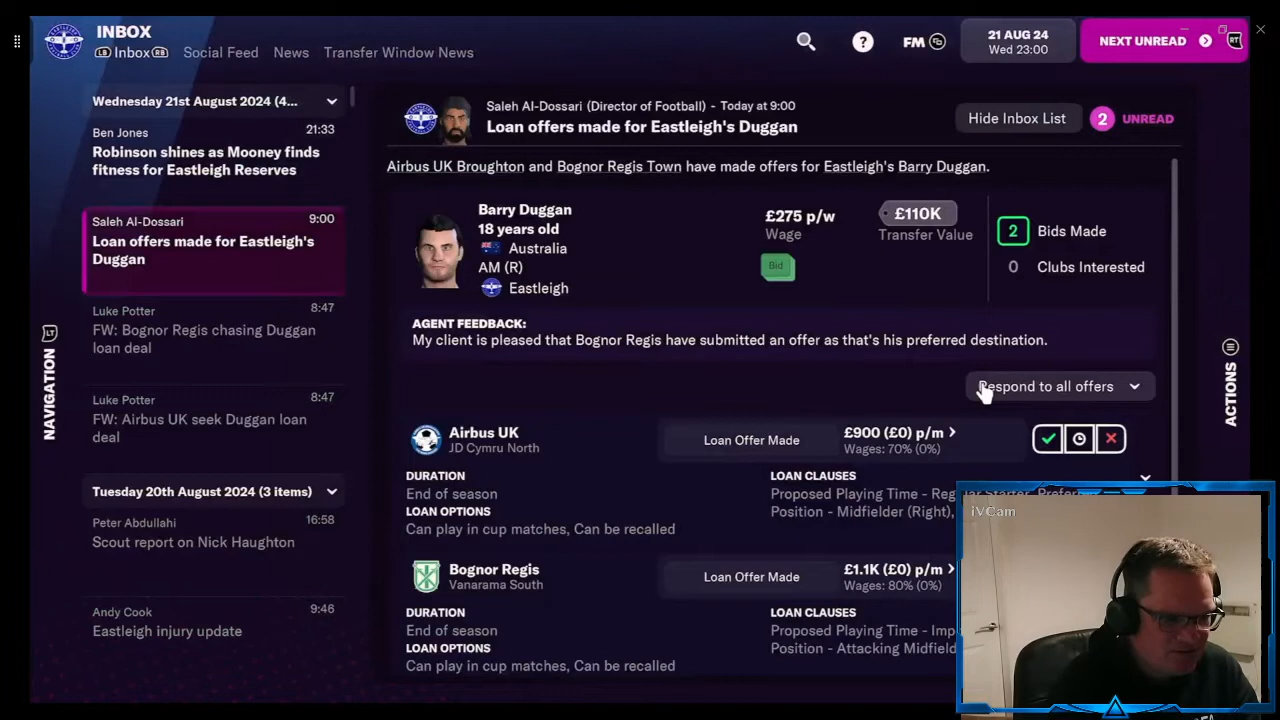 INBOX
LB Inbox RB
Social Feed
News
Transfer Window News
FM
21 AUG 24
Wed 23:00
NEXT UNREAD
RT
Wednesday 21st August 2024 (4...
Ben Jones
21:33
Robinson shines as Mooney finds
fitness for Eastleigh Reserves
Saleh Al-Dossari
9:00
Loan offers made for Eastleigh's
Duggan
Luke Potter
8:47
FW: Bognor Regis chasing Duggan
loan deal
Luke Potter
8:47
FW: Airbus UK seek Duggan loan
deal
Tuesday 20th August 2024 (3 items)
Peter Abdullahi
16:58
Scout report on Nick Haughton
Andy Cook
9:46
Eastleigh injury update
LT
NAVIGATION
Saleh Al-Dossari (Director of Football) - Today at 9:00
Loan offers made for Eastleigh's Duggan
Hide Inbox List
2 UNREAD
Airbus UK Broughton and Bognor Regis Town have made offers for Eastleigh's Barry Duggan.
Barry Duggan
18 years old
Australia
AM (R)
Eastleigh
£275 p/w
Wage
Bid
£110K
Transfer Value
2 Bids Made
0 Clubs Interested
AGENT FEEDBACK:
My client is pleased that Bognor Regis have submitted an offer as that's his preferred destination.
Respond to all offers
Airbus UK
JD Cymru North
Loan Offer Made
£900 (£0) p/m
Wages: 70% (0%)
DURATION
End of season
LOAN OPTIONS
Can play in cup matches, Can be recalled
LOAN CLAUSES
Proposed Playing Time - Regular Starter, Preferred
Position - Midfielder (Right),
Bognor Regis
Vanarama South
Loan Offer Made
£1.1K (£0) p/m
Wages: 80% (0%)
DURATION
End of season
LOAN OPTIONS
Can play in cup matches, Can be recalled
LOAN CLAUSES
Proposed Playing Time - Imp
Position - Attacking Midfield
ACTIONS
iVCam